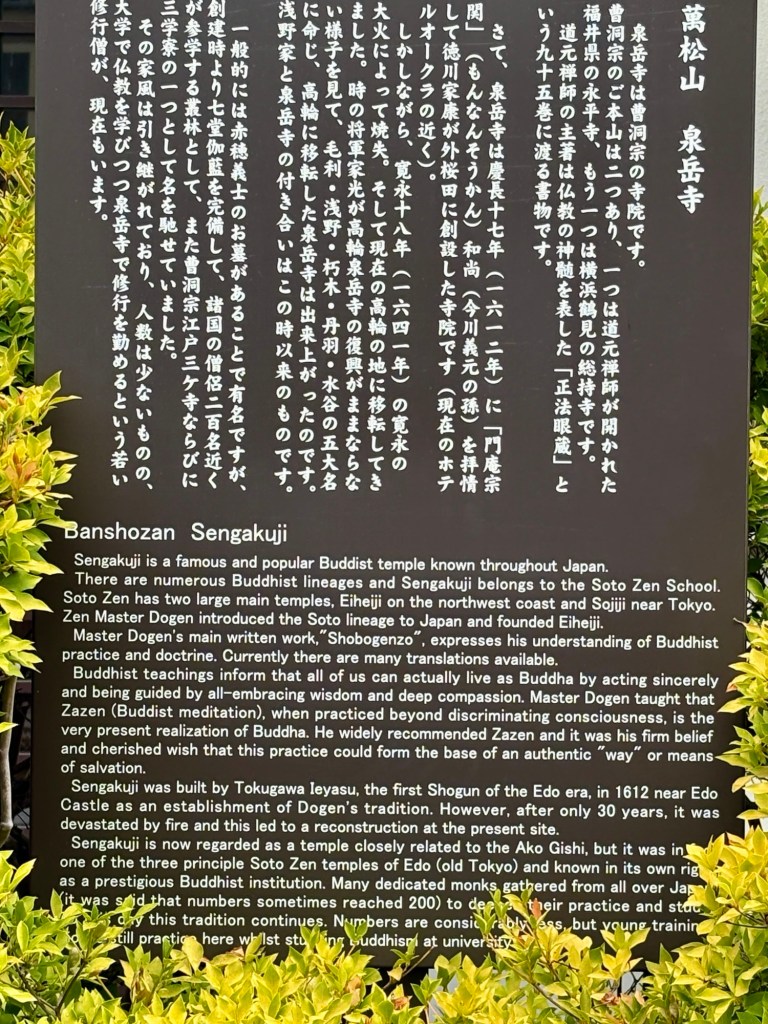 萬松山 泉岳寺
泉岳寺は曹洞宗の寺院です。
曹洞宗のご本山は二つあり、一つは道元禅師が開かれた
福井県の永平寺、もう一つは横浜鶴見の総持寺です。
道元禅師の主著は仏教の神髄を表した「正法眼蔵」と
いう九十五巻に渡る書物です。
さて、泉岳寺は慶長十七年（一六一二年）に「門庵宗
関」（もんなんそうかん）和尚（今川義元の孫）を拝情
して徳川家康が外桜田に創設した寺院です（現在のホテ
ルオークラの近く）。
しかしながら、寛永十八年（一六四一年）の寛永の
大火によって焼失。そして現在の高輪の地に移転してき
ました。時の将軍家光が高輪泉岳寺の復興がままならな
い様子を見て、毛利・浅野・朽木・丹羽・水谷の五大名
に命じ、高輪に移転した泉岳寺は出来上がったのです。
浅野家と泉岳寺の付き合いはこの時以来のものです。
一般的には赤穂義士のお墓があることで有名ですが、
創建時より七堂伽藍を完備して、諸国の僧侶二百名近く
が参学する叢林として、また曹洞宗江戸三ケ寺ならびに
三学寮の一つとして名を馳せていました。
その家風は引き継がれており、人数は少ないものの、
大学で仏教を学びつつ泉岳寺で修行を勤めるという若い
修行僧が、現在もいます。
Banshozan Sengakuji
Sengakuji is a famous and popular Buddist temple known throughout Japan.
There are numerous Buddhist lineages and Sengakuji belongs to the Soto Zen School.
Soto Zen has two large main temples, Eiheiji on the northwest coast and Sojiji near Tokyo.
Zen Master Dogen introduced the Soto lineage to Japan and founded Eiheiji.
Master Dogen's main written work,"Shobogenzo", expresses his understanding of Buddhist
practice and doctrine. Currently there are many translations available.
Buddhist teachings inform that all of us can actually live as Buddha by acting sincerely
and being guided by all-embracing wisdom and deep compassion. Master Dogen taught that
Zazen (Buddist meditation), when practiced beyond discriminating consciousness, is the
very present realization of Buddha. He widely recommended Zazen and it was his firm belief
and cherished wish that this practice could form the base of an authentic "way" or means
of salvation.
Sengakuji was built by Tokugawa Ieyasu, the first Shogun of the Edo era, in 1612 near Edo
Castle as an establishment of Dogen's tradition. However, after only 30 years, it was
devastated by fire and this led to a reconstruction at the present site.
Sengakuji is now regarded as a temple closely related to the Ako Gishi, but it was in
one of the three principle Soto Zen temples of Edo (old Tokyo) and known in its own
as a prestigious Buddhist institution. Many dedicated monks gathered from all over
(it was said that numbers sometimes reached 200) to their practice and
this tradition continues. Numbers are but young
still practice here whilst Buddhism at university